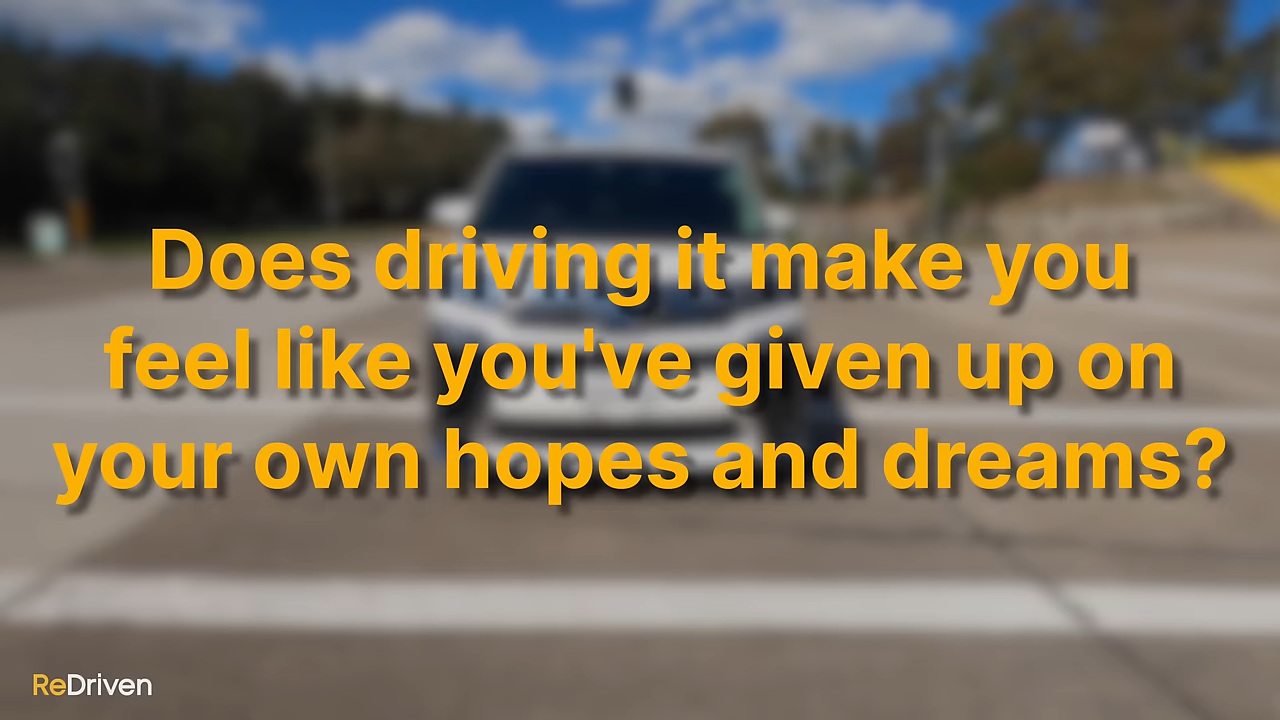 Does driving it make you
feel like you've given up on
your own hopes and dreams?
ReDriven